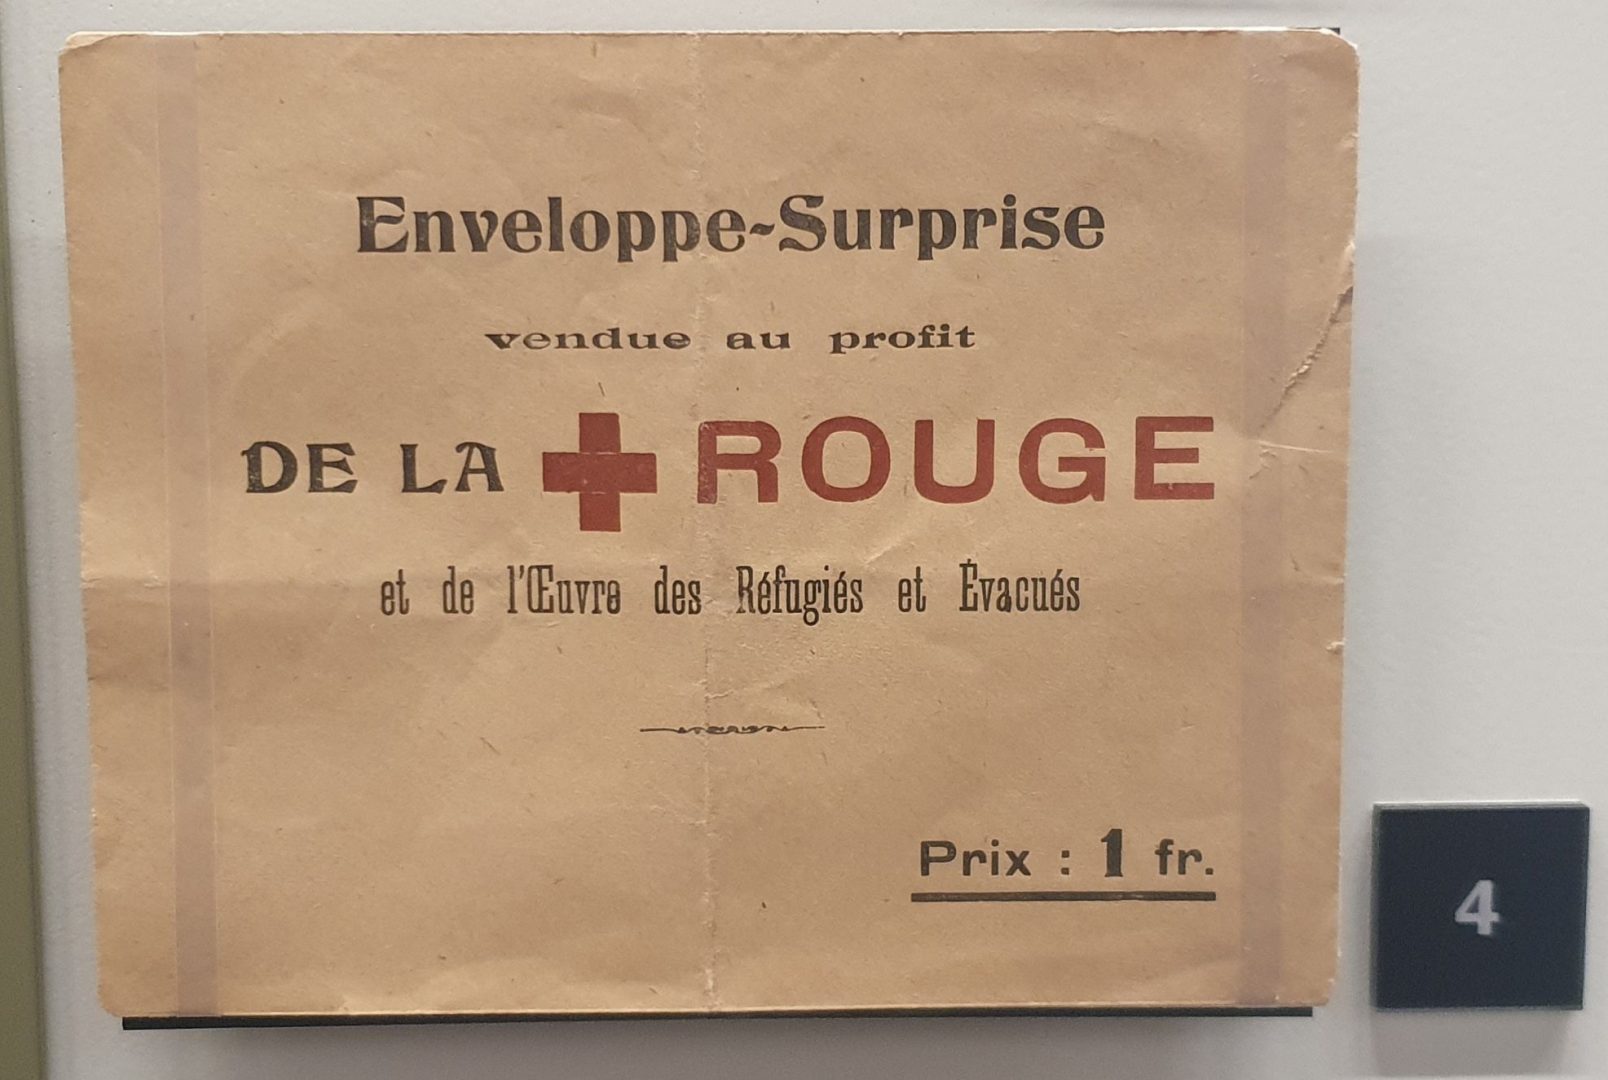 Enveloppe-Surprise
vendue au profit
DE LA ✚ ROUGE
et de l'Œuvre des Réfugiés et Évacués
Prix : 1 fr.
4